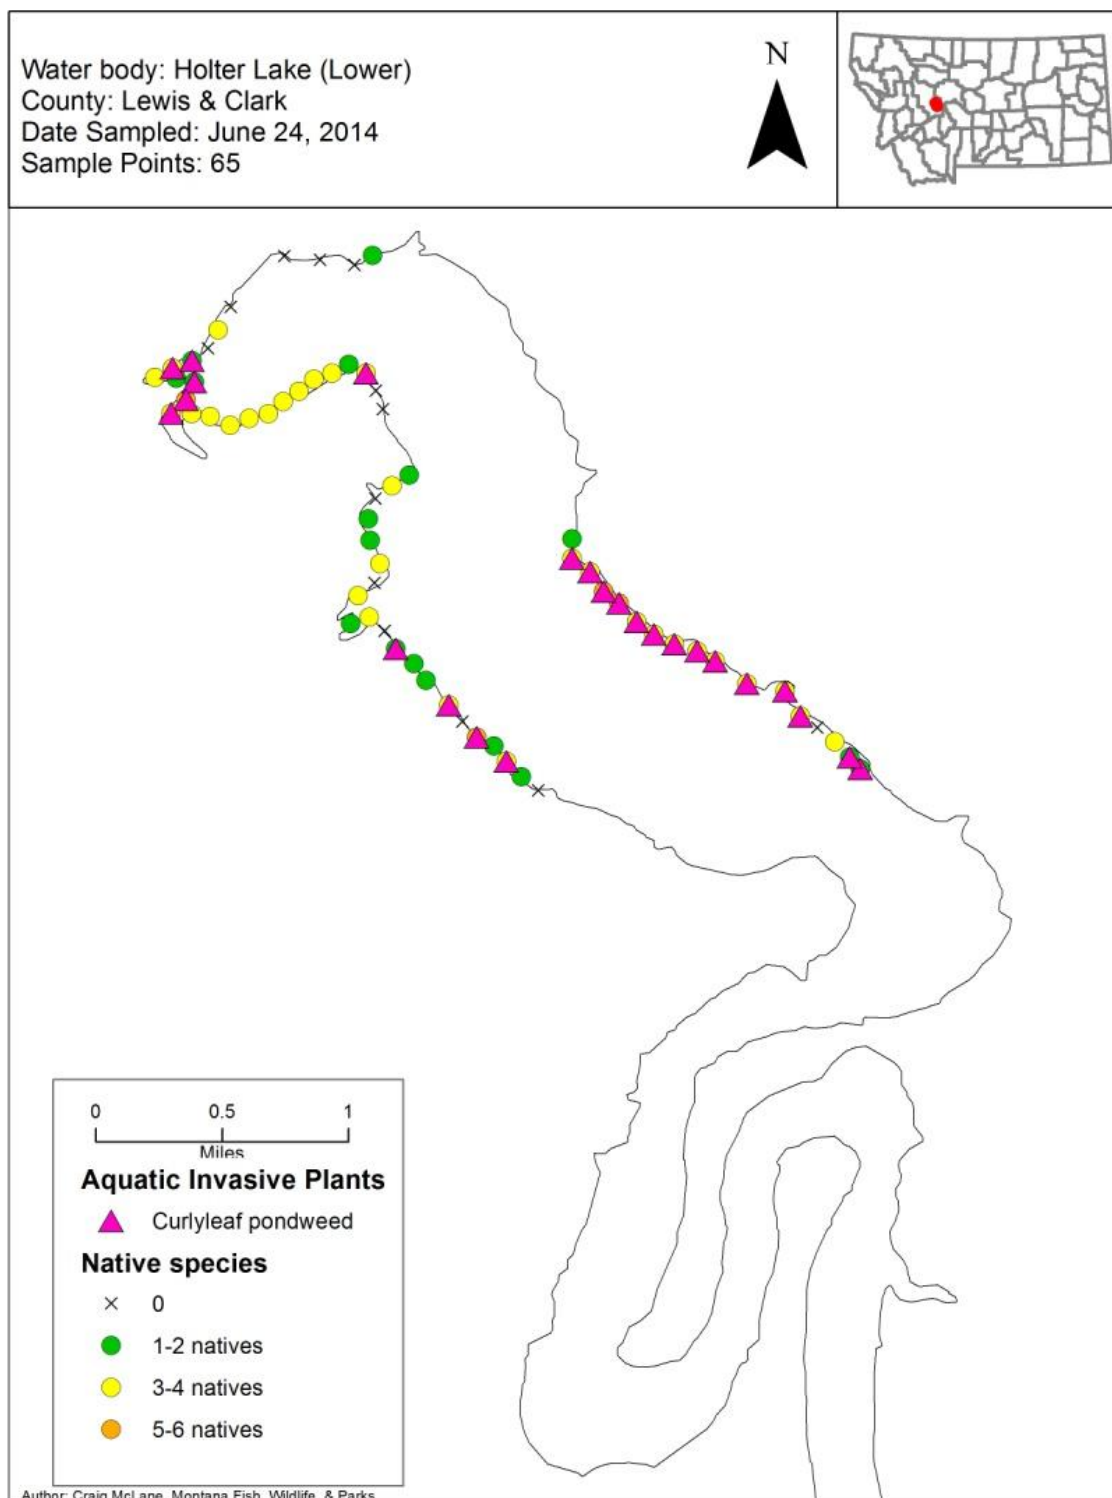 Water body: Holter Lake (Lower)
County: Lewis & Clark
Date Sampled: June 24, 2014
Sample Points: 65
N
0 0.5 1
Miles
Aquatic Invasive Plants
Curlyleaf pondweed
Native species
0
1-2 natives
3-4 natives
5-6 natives
Author: Craig McLane, Montana Fish, Wildlife, & Parks